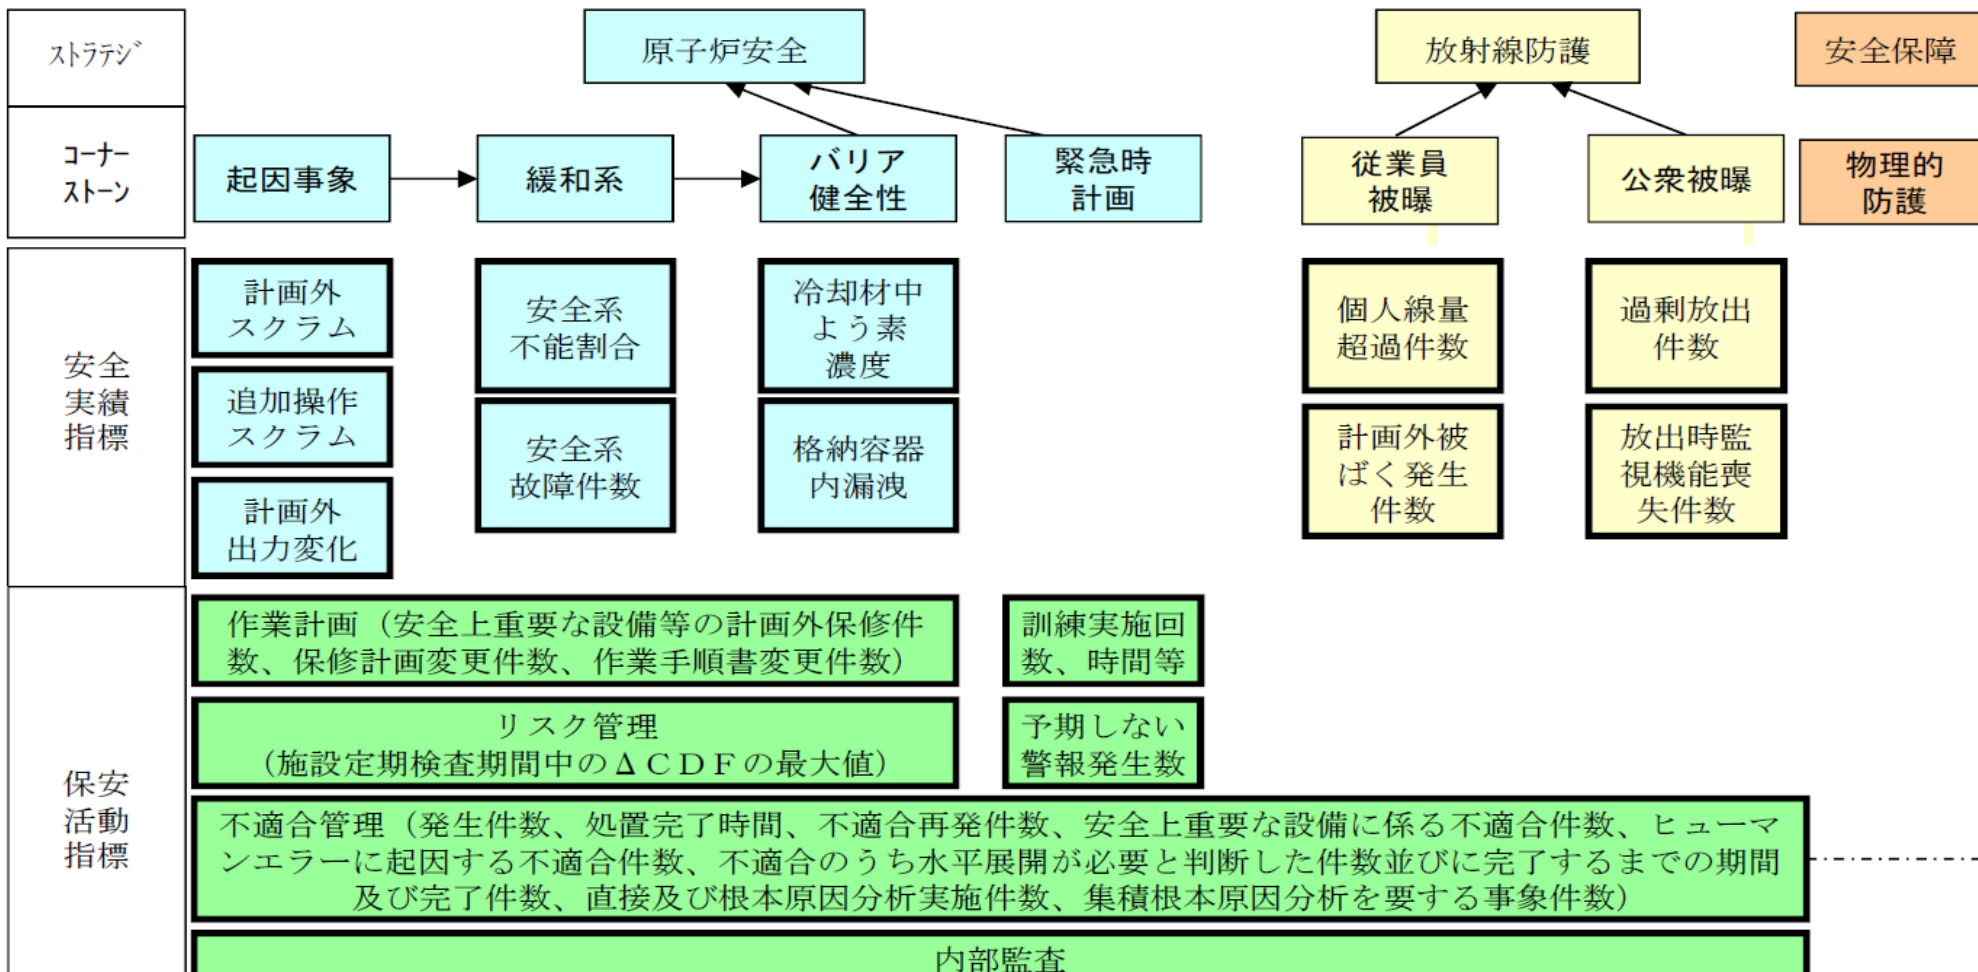 ストラテジ
原子炉安全
放射線防護
安全保障
コーナー
ストーン
起因事象
緩和系
バリア
健全性
緊急時
計画
従業員
被曝
公衆被曝
物理的
防護
安全
実績
指標
計画外
スクラム
追加操作
スクラム
計画外
出力変化
安全系
不能割合
安全系
故障件数
冷却材中
よう素
濃度
格納容器
内漏洩
個人線量
超過件数
計画外被
ばく発生
件数
過剰放出
件数
放出時監
視機能喪
失件数
保安
活動
指標
作業計画（安全上重要な設備等の計画外保修件
数、保修計画変更件数、作業手順書変更件数）
訓練実施回
数、時間等
リスク管理
（施設定期検査期間中のΔＣＤＦの最大値）
予期しない
警報発生数
不適合管理（発生件数、処置完了時間、不適合再発件数、安全上重要な設備に係る不適合件数、ヒューマ
ンエラーに起因する不適合件数、不適合のうち水平展開が必要と判断した件数並びに完了するまでの期間
及び完了件数、直接及び根本原因分析実施件数、集積根本原因分析を要する事象件数）
内部監査